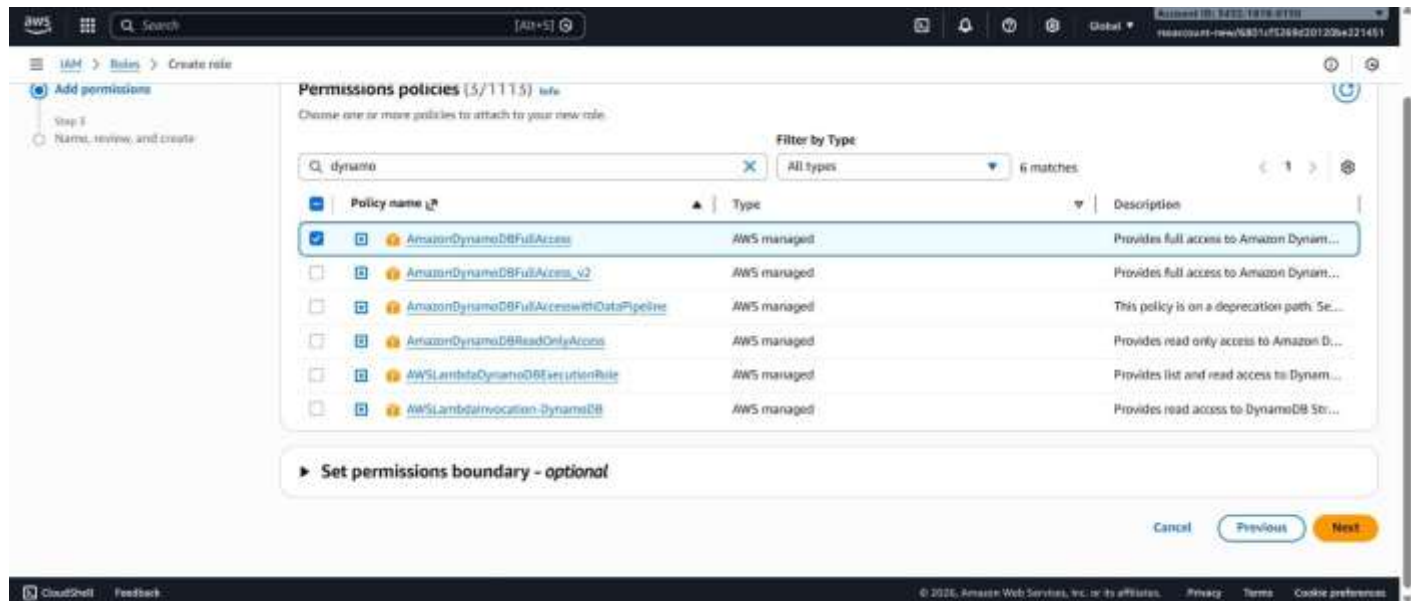 aws Search [Alt+S] Global
IAM > Roles > Create role
Add permissions
Step 3
Name, review, and create
Permissions policies (3/1113) Info
Choose one or more policies to attach to your new role.
Filter by Type
dynamo All types 6 matches 1
Policy name Type Description
AmazonDynamoDBFullAccess AWS managed Provides full access to Amazon Dynam...
AmazonDynamoDBFullAccess_v2 AWS managed Provides full access to Amazon Dynam...
AmazonDynamoDBFullAccesswithDataPipeline AWS managed This policy is on a deprecation path. Se...
AmazonDynamoDBReadOnlyAccess AWS managed Provides read only access to Amazon D...
AWSLambdaDynamoDBExecutionRole AWS managed Provides list and read access to Dynam...
AWSLambdaInvocation-DynamoDB AWS managed Provides read access to DynamoDB Str...
Set permissions boundary - optional
Cancel Previous Next
CloudShell Feedback © 2026, Amazon Web Services, Inc. or its affiliates. Privacy Terms Cookie preferences